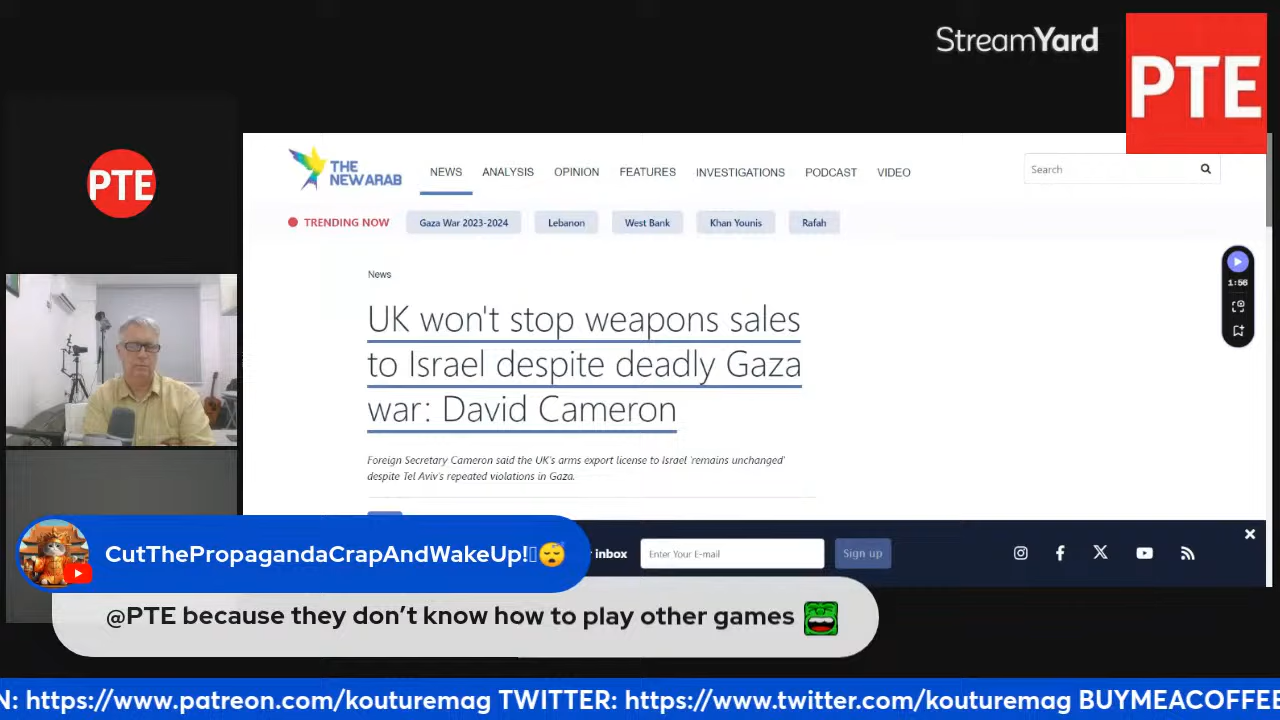 StreamYard
PTE
PTE
THE
NEWARAB
NEWS ANALYSIS OPINION FEATURES INVESTIGATIONS PODCAST VIDEO
Search
TRENDING NOW Gaza War 2023-2024 Lebanon West Bank Khan Younis Rafah
News
1:56
UK won't stop weapons sales
to Israel despite deadly Gaza
war: David Cameron
Foreign Secretary Cameron said the UK's arms export license to Israel 'remains unchanged'
despite Tel Aviv's repeated violations in Gaza.
CutThePropagandaCrapAndWakeUp!
inbox Enter Your E-mail Sign up
@PTE because they don’t know how to play other games
N: https://www.patreon.com/kouturemag TWITTER: https://www.twitter.com/kouturemag BUYMEACOFFEE